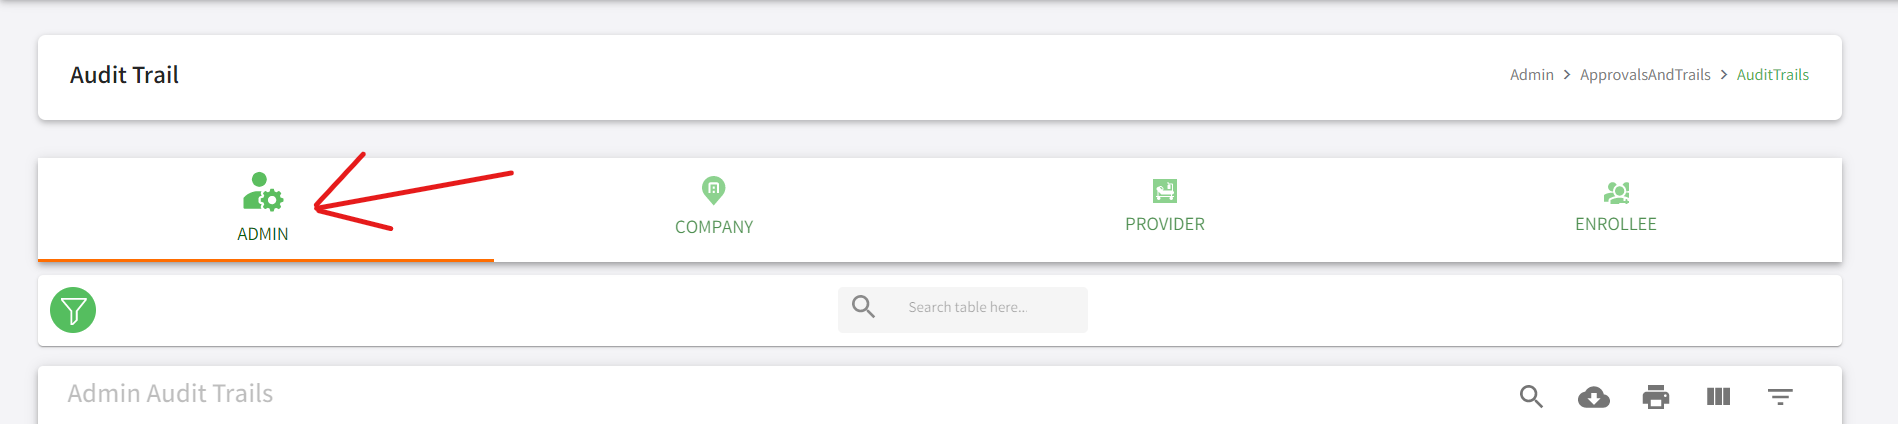 Audit Trail
Admin > ApprovalsAndTrails > AuditTrails
ADMIN
COMPANY
PROVIDER
ENROLLEE
Search table here...
Admin Audit Trails